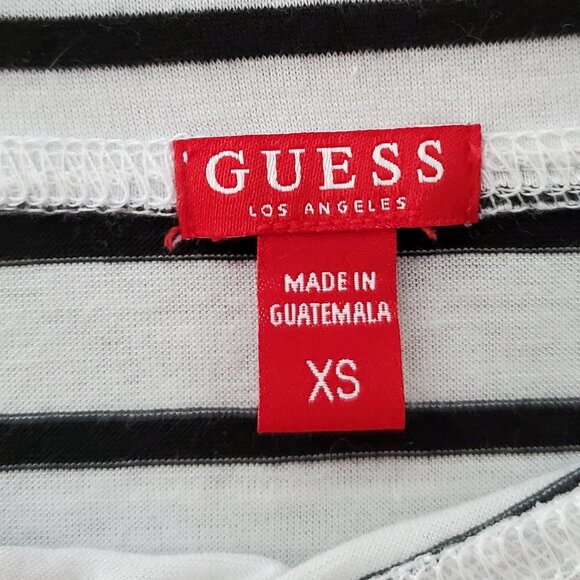 GUESS
LOS ANGELES
MADE IN
GUATEMALA
XS